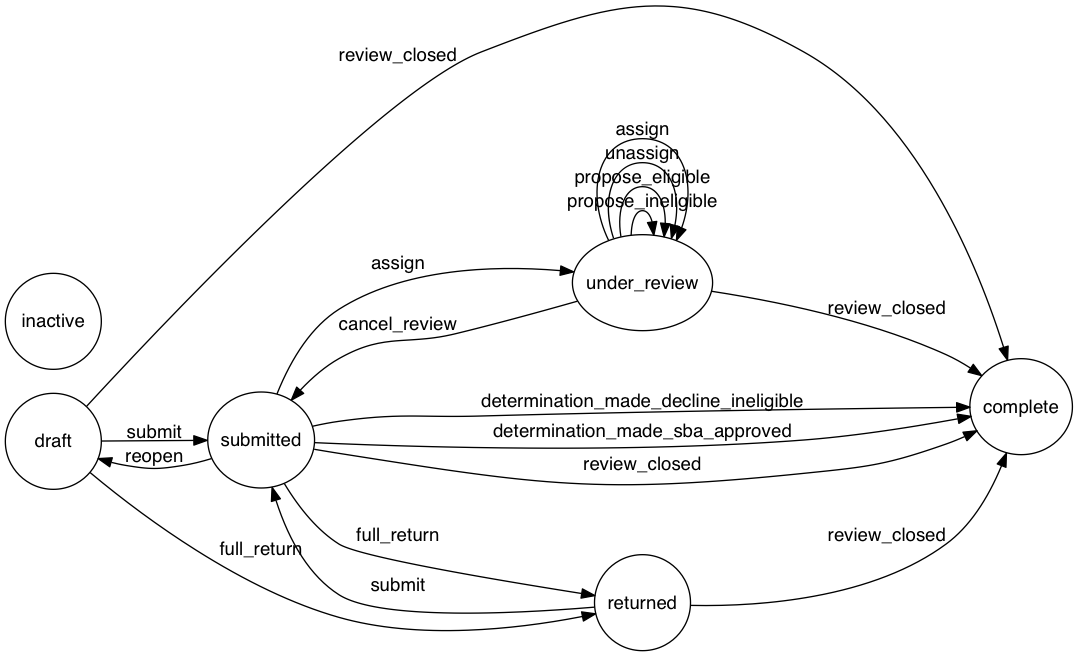 review_closed
assign
unassign
propose_eligible
propose_ineligible
assign
under_review
inactive
cancel_review
review_closed
determination_made_decline_ineligible
complete
draft
submit
submitted
determination_made_sba_approved
reopen
review_closed
full_return
full_return
review_closed
submit
returned